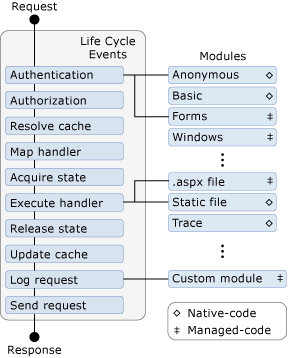 Request
Life Cycle
Events
Authentication
Authorization
Resolve cache
Map handler
Acquire state
Execute handler
Release state
Update cache
Log request
Send request
Response
Modules
Anonymous
Basic
Forms
Windows
.aspx file
Static file
Trace
Custom module
Native-code
Managed-code